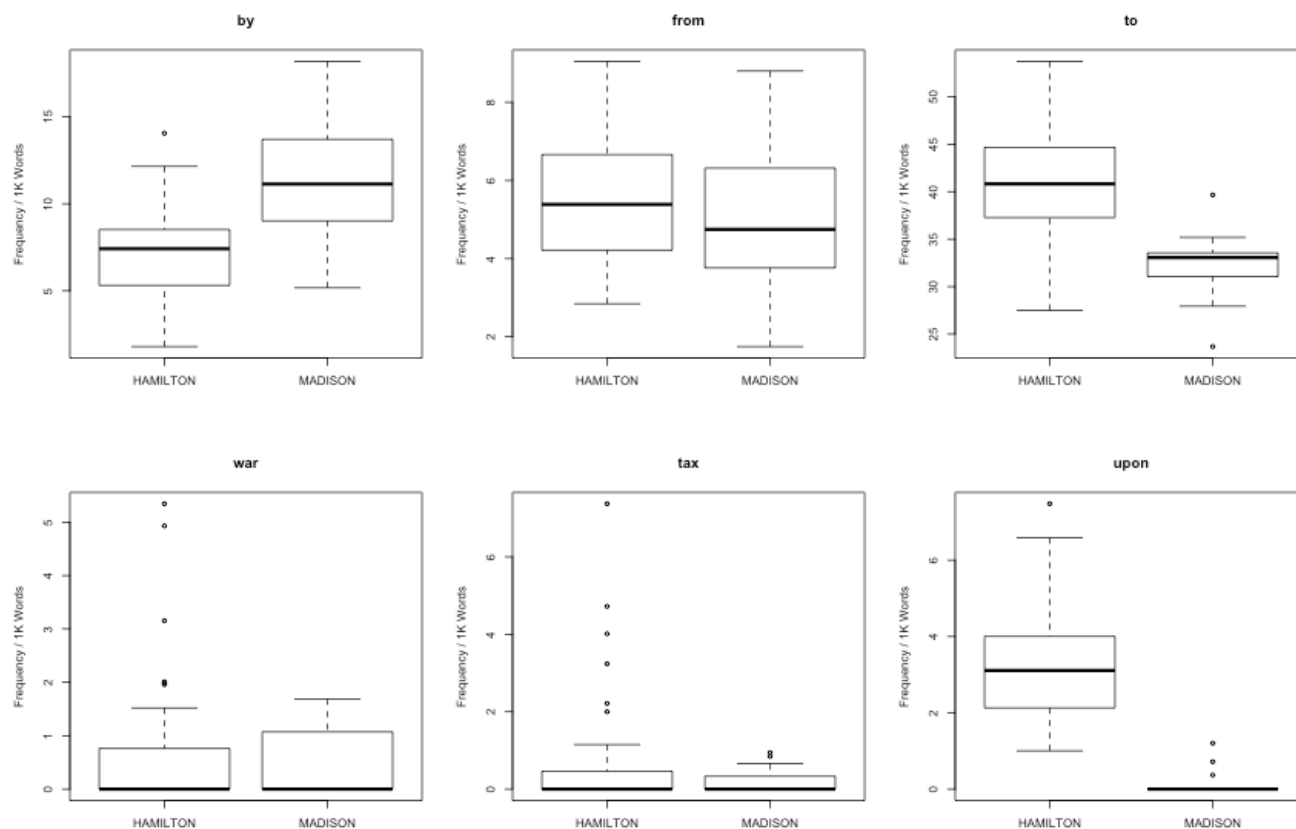 by
from
to
Frequency / 1K Words
15
10
5
Frequency / 1K Words
8
6
4
2
Frequency / 1K Words
50
45
40
35
30
25
HAMILTON MADISON
HAMILTON MADISON
HAMILTON MADISON
war
tax
upon
Frequency / 1K Words
5
4
3
2
1
0
Frequency / 1K Words
6
4
2
0
Frequency / 1K Words
6
4
2
0
HAMILTON MADISON
HAMILTON MADISON
HAMILTON MADISON